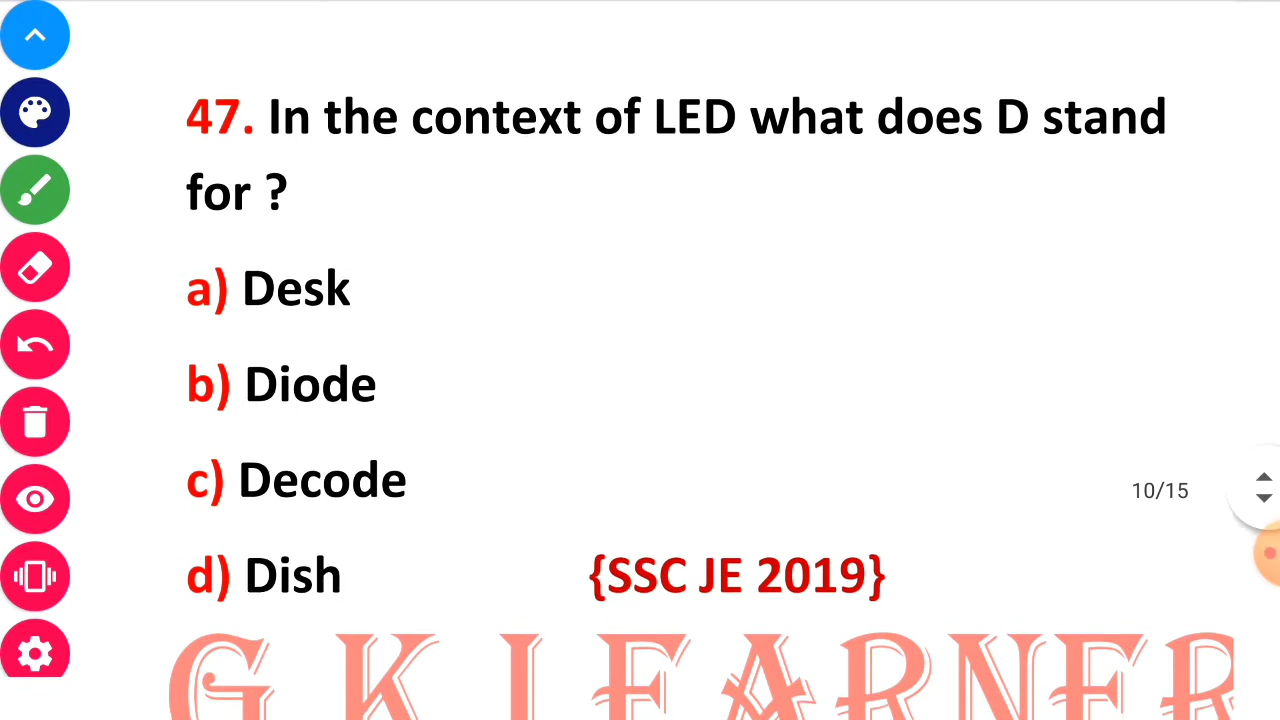 47. In the context of LED what does D stand
for ?
a) Desk
b) Diode
c) Decode
10/15
d) Dish {SSC JE 2019}
G K LEARNER